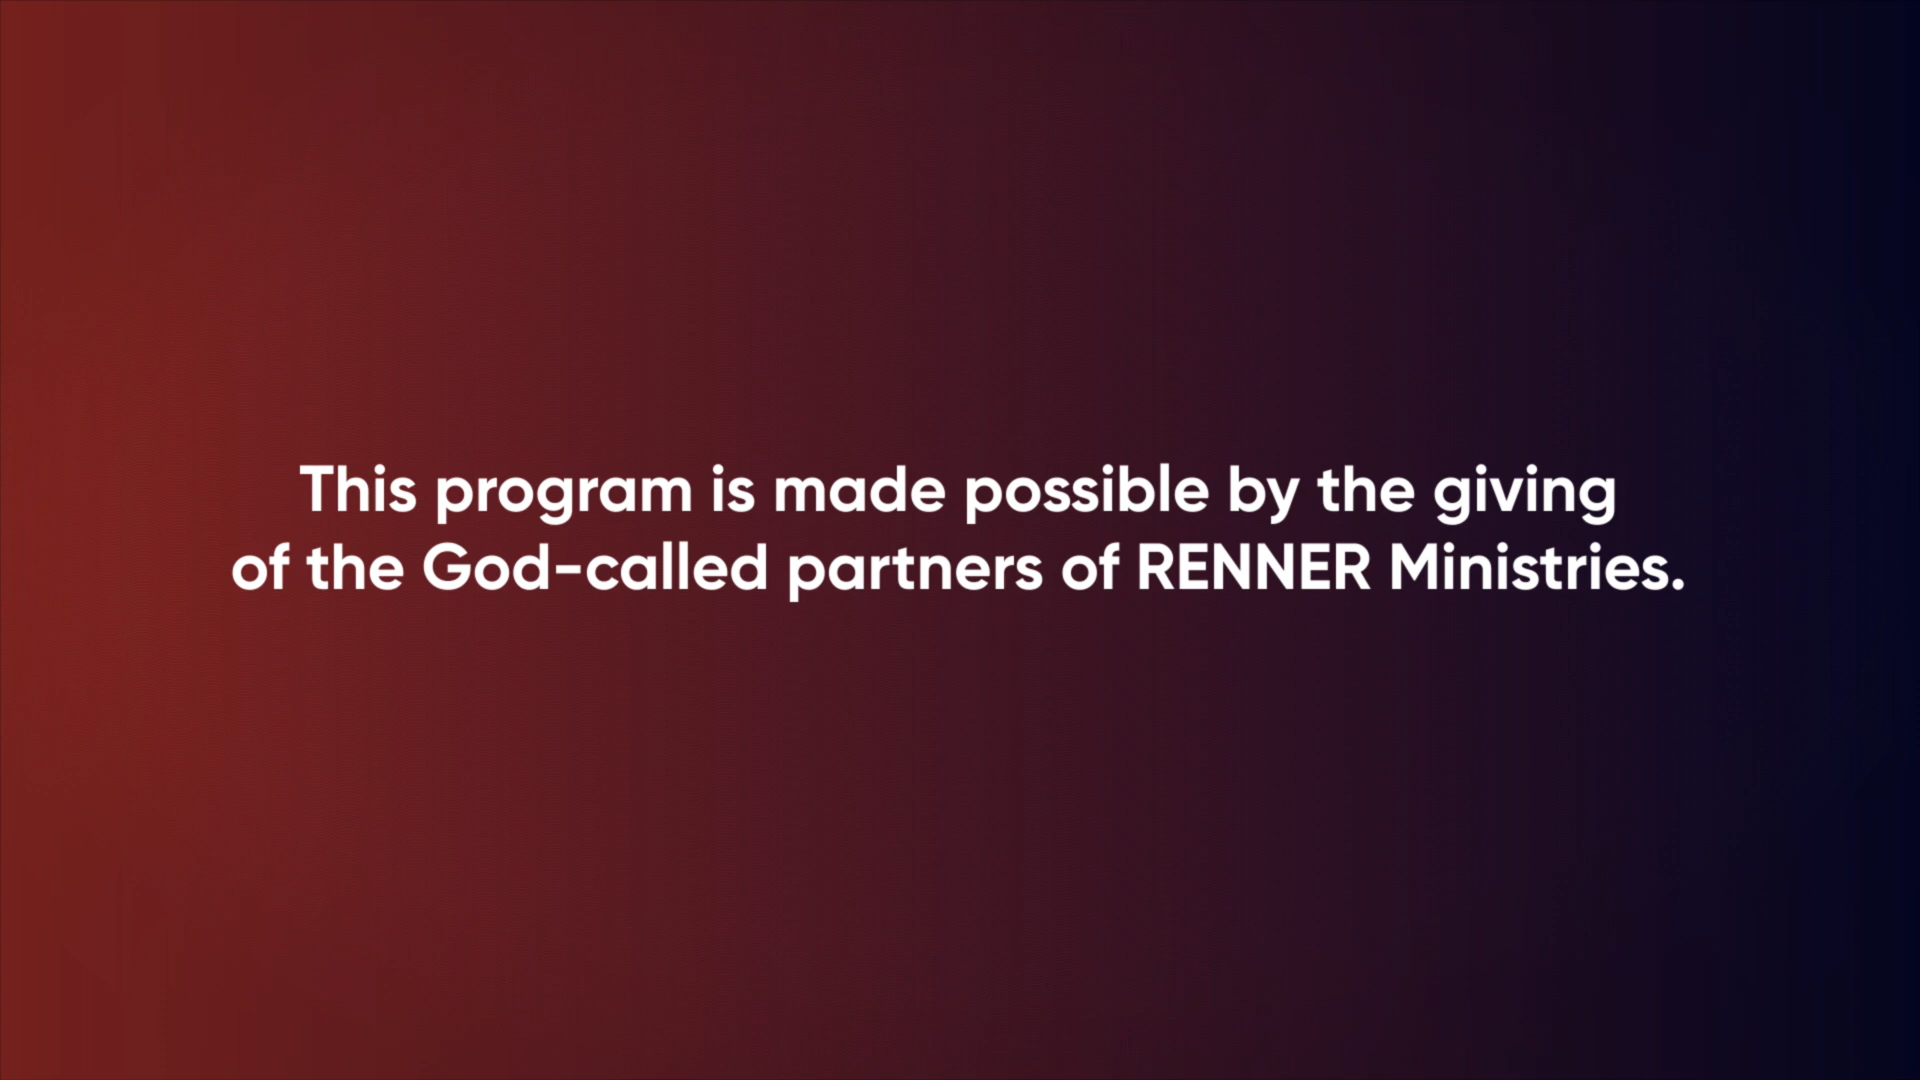 This program is made possible by the giving
of the God-called partners of RENNER Ministries.